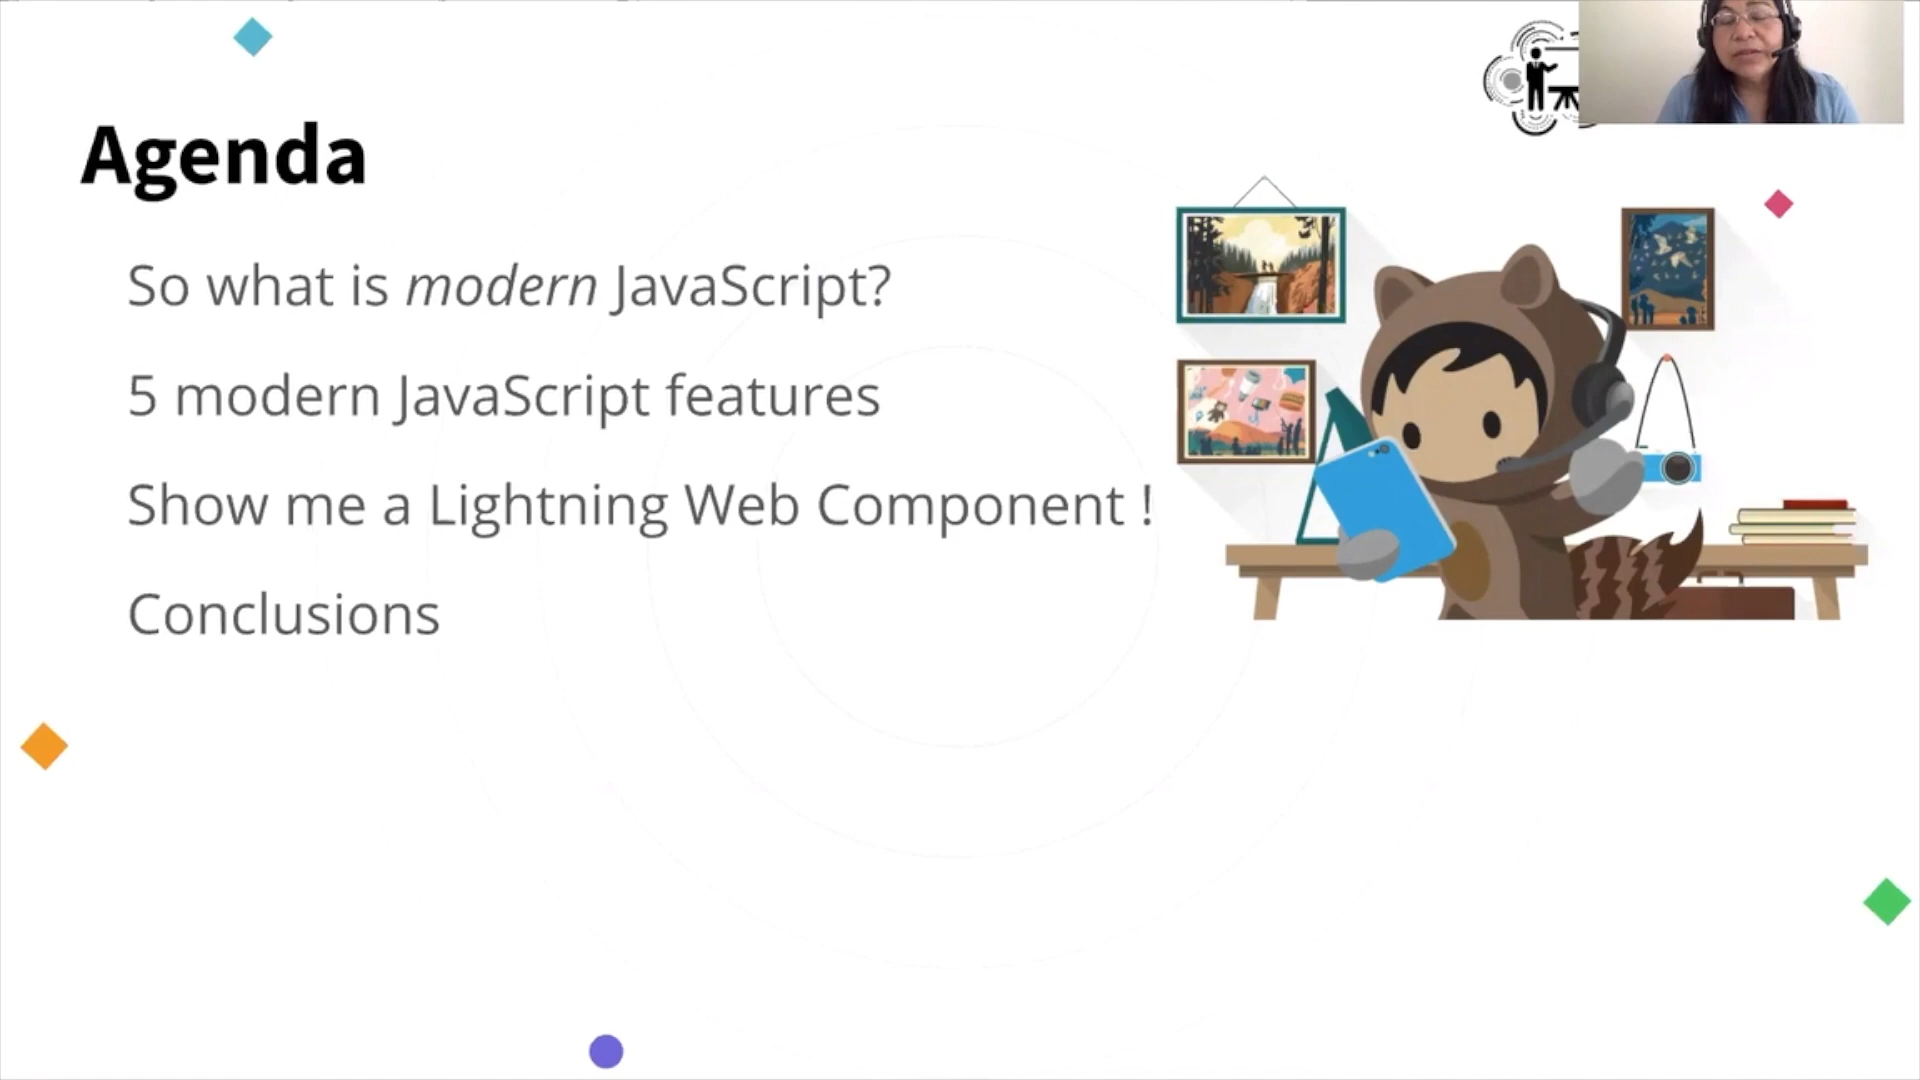 Agenda
So what is modern JavaScript?
5 modern JavaScript features
Show me a Lightning Web Component !
Conclusions